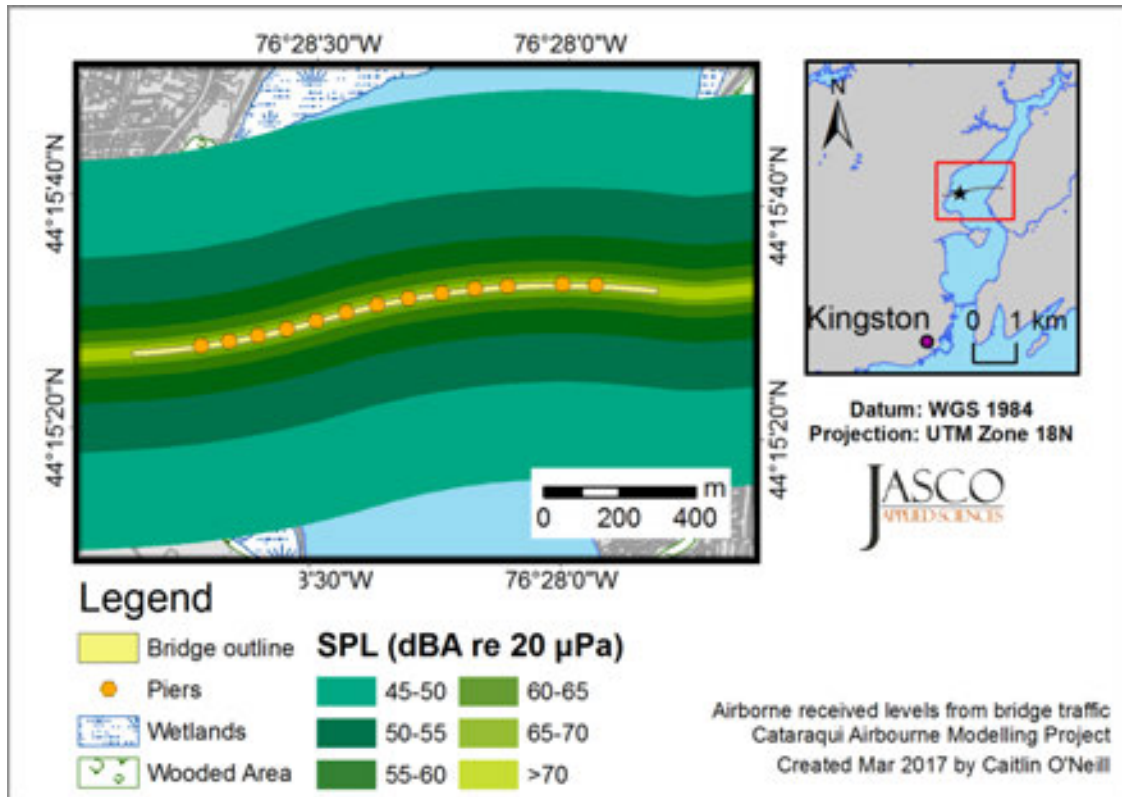 76°28'30"W 76°28'0"W
N
44°15'40"N 44°15'40"N
Kingston 0 1 km
44°15'20"N 44°15'20"N
m
0 200 400
Datum: WGS 1984
Projection: UTM Zone 18N
JASCO
APPLIED SCIENCES
3'30"W 76°28'0"W
Legend
Bridge outline SPL (dBA re 20 µPa)
Piers 45-50 60-65
Wetlands 50-55 65-70
Wooded Area 55-60 >70
Airborne received levels from bridge traffic
Cataraqui Airbourne Modelling Project
Created Mar 2017 by Caitlin O'Neill